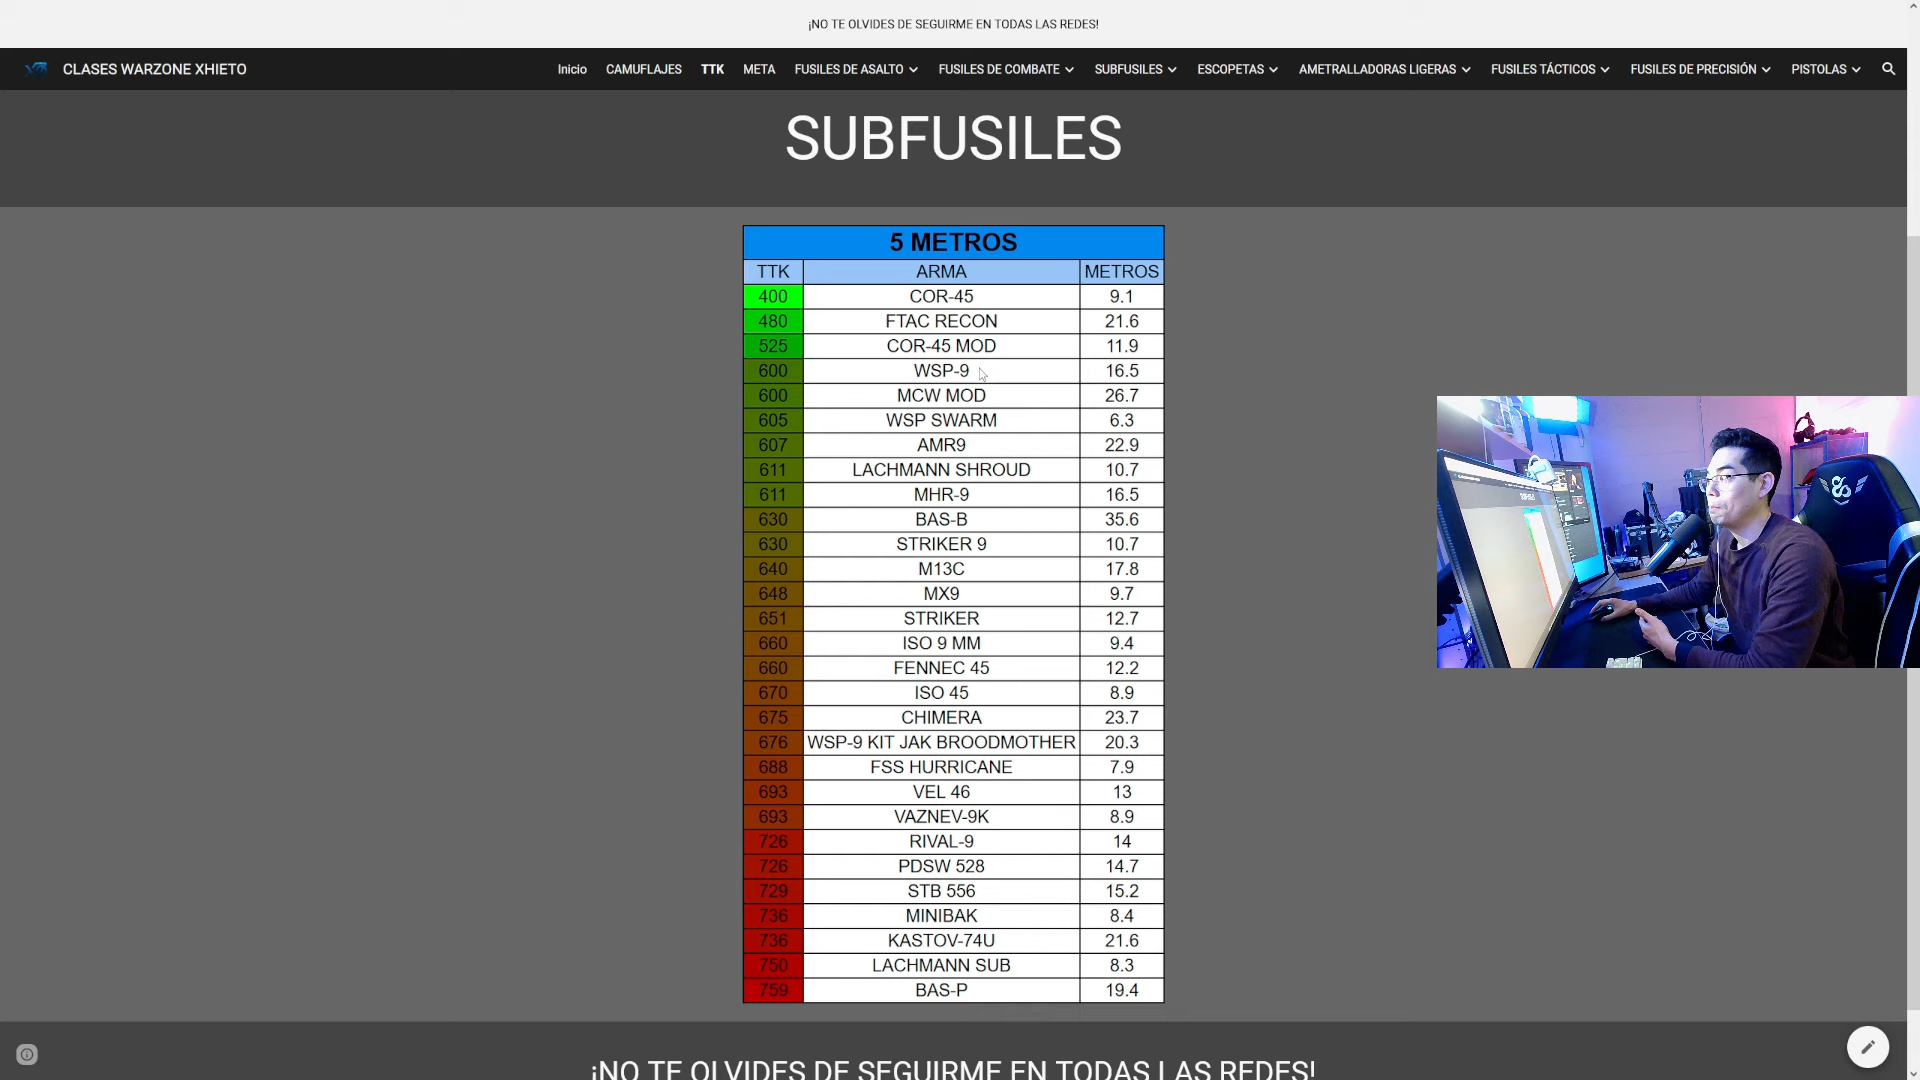 ¡NO TE OLVIDES DE SEGUIRME EN TODAS LAS REDES!
CLASES WARZONE XHIETO
Inicio CAMUFLAJES TTK META FUSILES DE ASALTO FUSILES DE COMBATE SUBFUSILES ESCOPETAS AMETRALLADORAS LIGERAS FUSILES TÁCTICOS FUSILES DE PRECISIÓN PISTOLAS
SUBFUSILES
5 METROS
TTK ARMA METROS
400 COR-45 9.1
480 FTAC RECON 21.6
525 COR-45 MOD 11.9
600 WSP-9 16.5
600 MCW MOD 26.7
605 WSP SWARM 6.3
607 AMR9 22.9
611 LACHMANN SHROUD 10.7
611 MHR-9 16.5
630 BAS-B 35.6
630 STRIKER 9 10.7
640 M13C 17.8
648 MX9 9.7
651 STRIKER 12.7
660 ISO 9 MM 9.4
660 FENNEC 45 12.2
670 ISO 45 8.9
675 CHIMERA 23.7
676 WSP-9 KIT JAK BROODMOTHER 20.3
688 FSS HURRICANE 7.9
693 VEL 46 13
693 VAZNEV-9K 8.9
726 RIVAL-9 14
726 PDSW 528 14.7
729 STB 556 15.2
736 MINIBAK 8.4
736 KASTOV-74U 21.6
750 LACHMANN SUB 8.3
759 BAS-P 19.4
¡NO TE OLVIDES DE SEGUIRME EN TODAS LAS REDES!